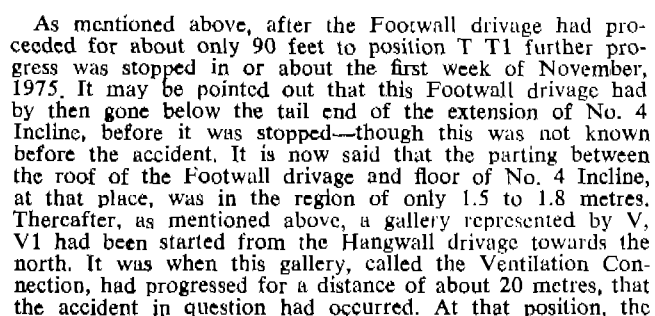 As mentioned above, after the Footwall drivage had pro-
ceeded for about only 90 feet to position T T1 further pro-
gress was stopped in or about the first week of November,
1975. It may be pointed out that this Footwall drivage had
by then gone below the tail end of the extension of No. 4
Incline, before it was stopped—though this was not known
before the accident. It is now said that the parting between
the roof of the Footwall drivage and floor of No. 4 Incline,
at that place, was in the region of only 1.5 to 1.8 metres.
Thereafter, as mentioned above, a gallery represented by V,
V1 had been started from the Hangwall drivage towards the
north. It was when this gallery, called the Ventilation Con-
nection, had progressed for a distance of about 20 metres, that
the accident in question had occurred. At that position, the